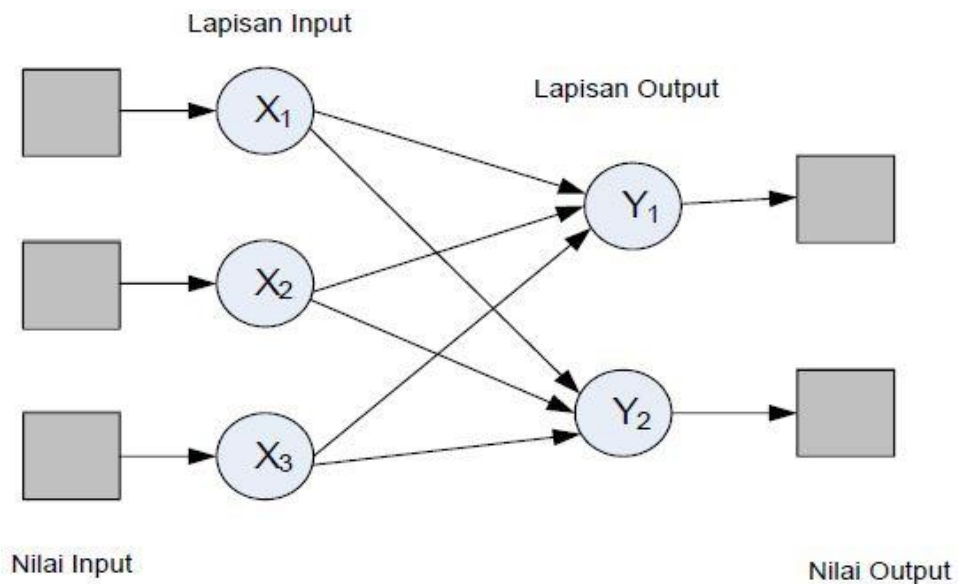 Lapisan Input
Lapisan Output
X1
X2
X3
Y1
Y2
Nilai Input
Nilai Output